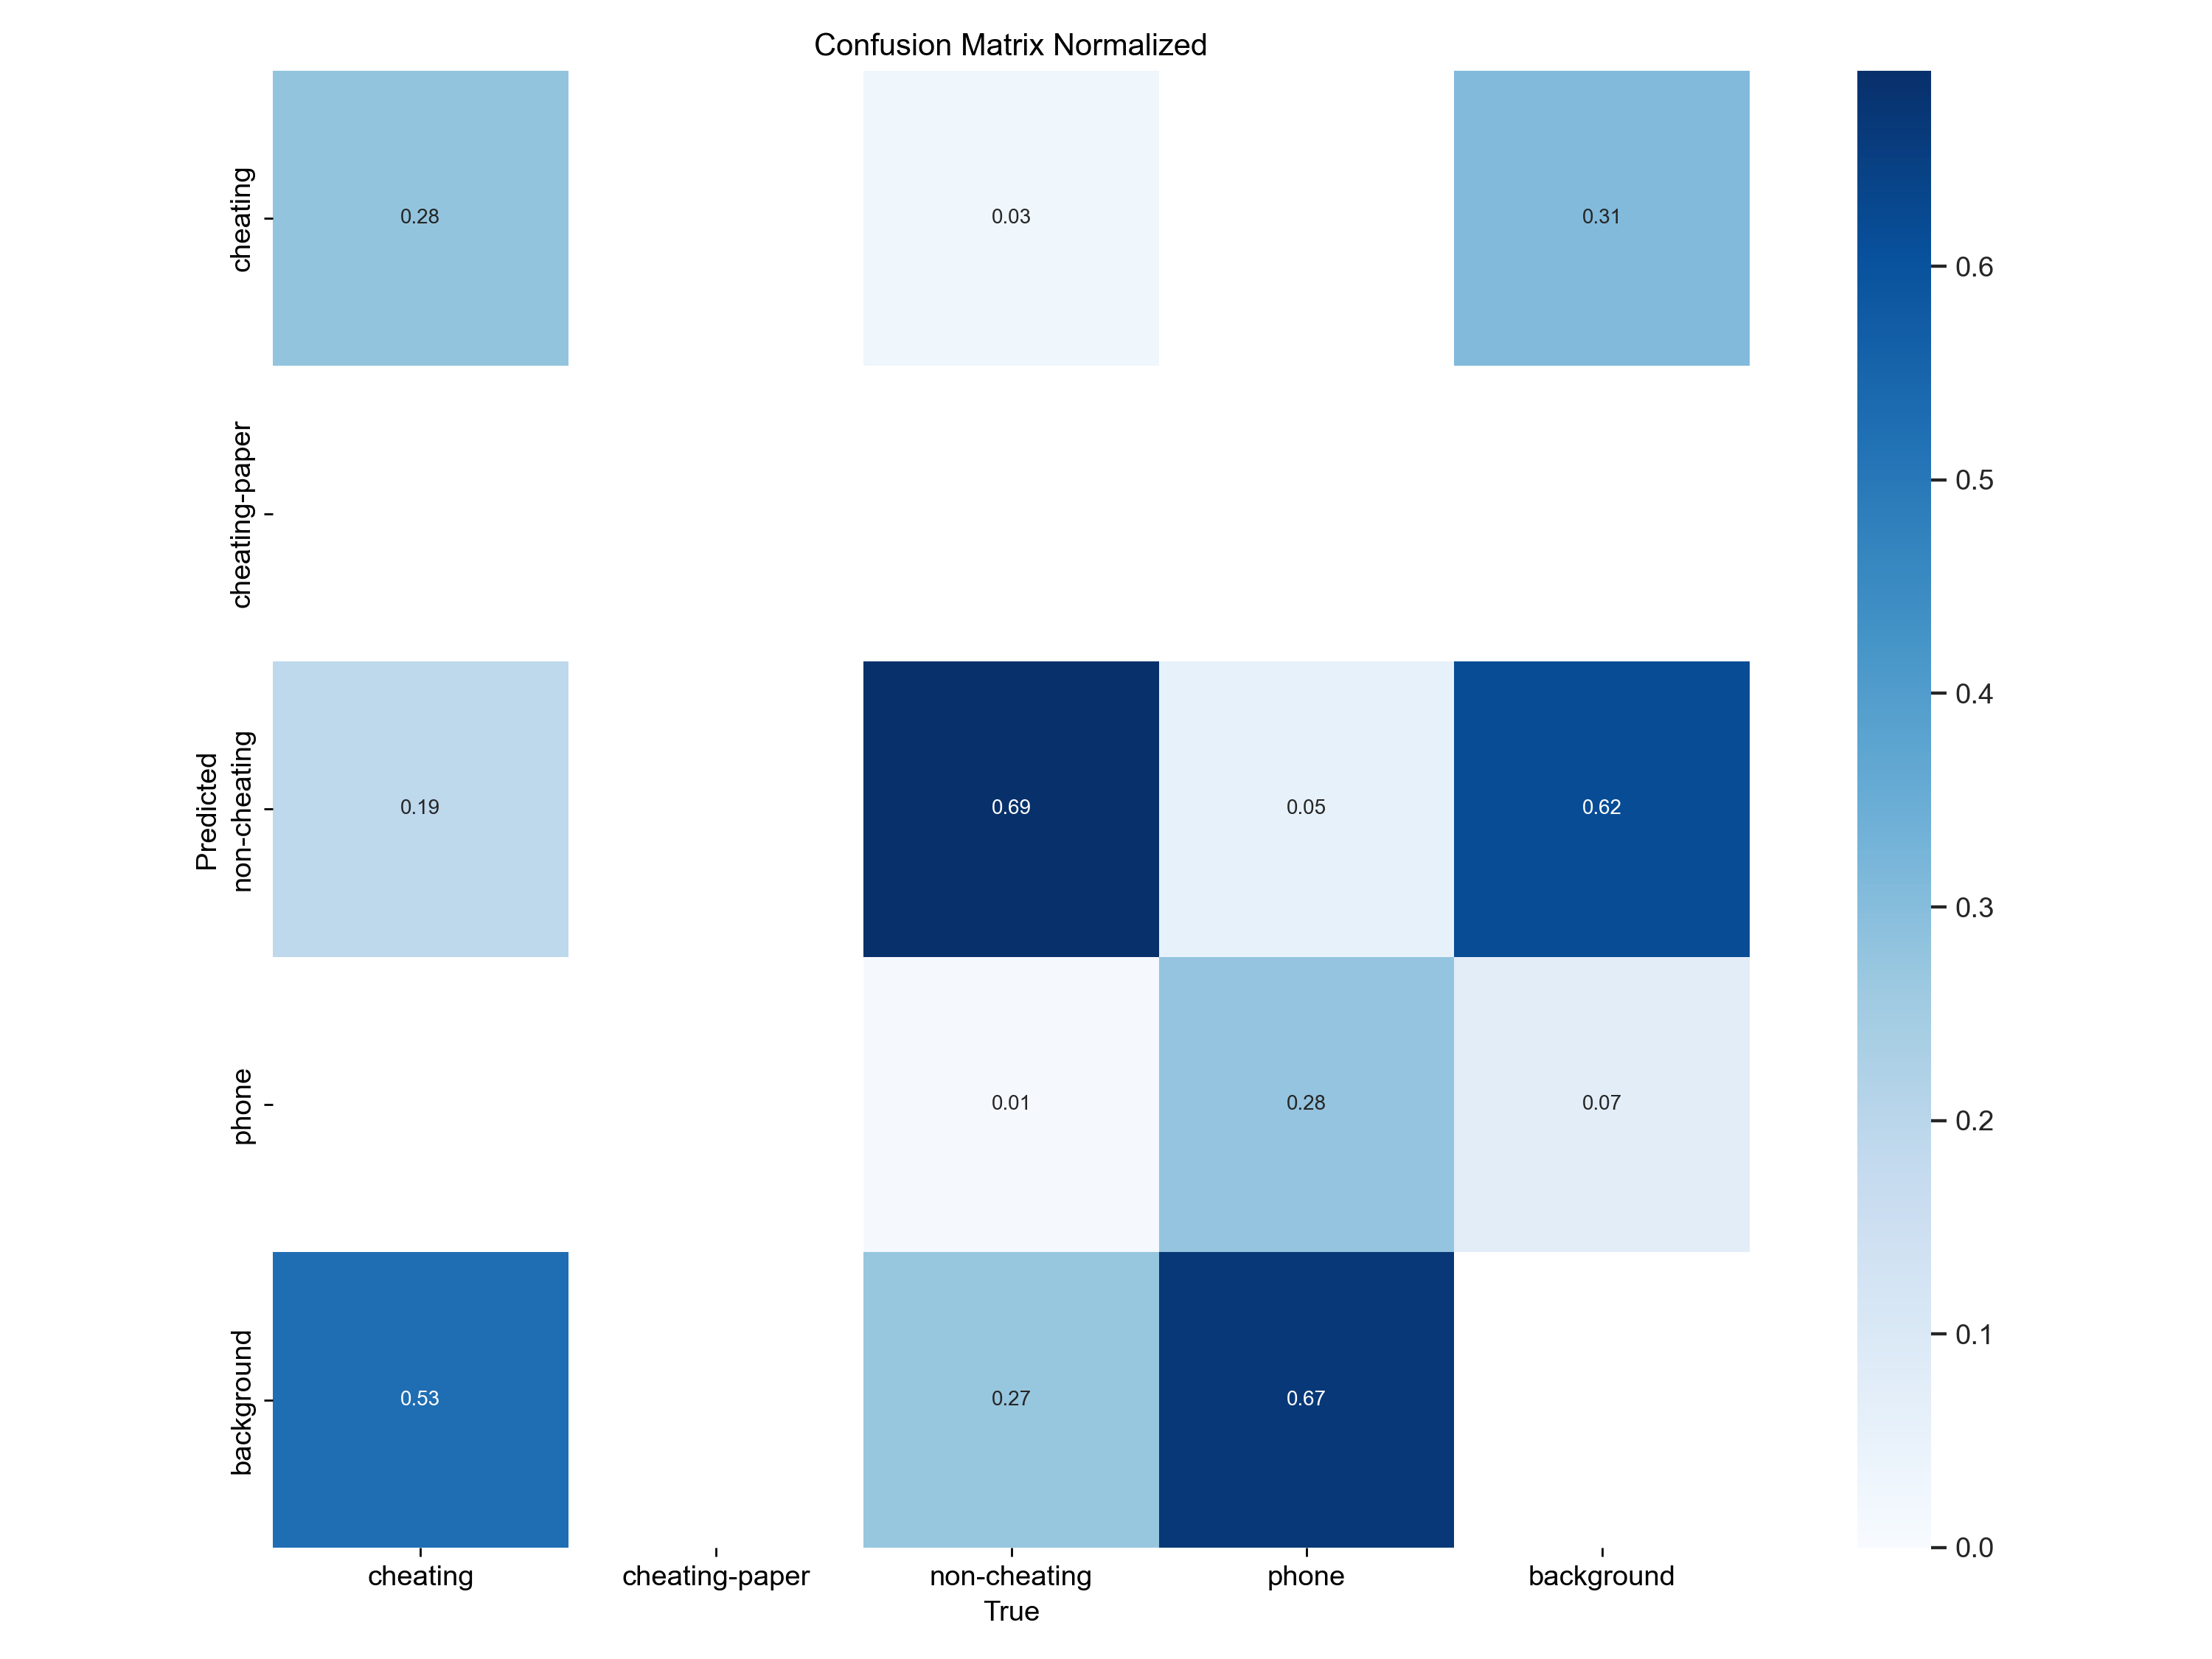 Confusion Matrix Normalized
cheating
0.28
0.03
0.31
cheating-paper
Predicted
non-cheating
0.19
0.69
0.05
0.62
phone
0.01
0.28
0.07
background
0.53
0.27
0.67
cheating
cheating-paper
non-cheating
phone
background
True
0.6
0.5
0.4
0.3
0.2
0.1
0.0